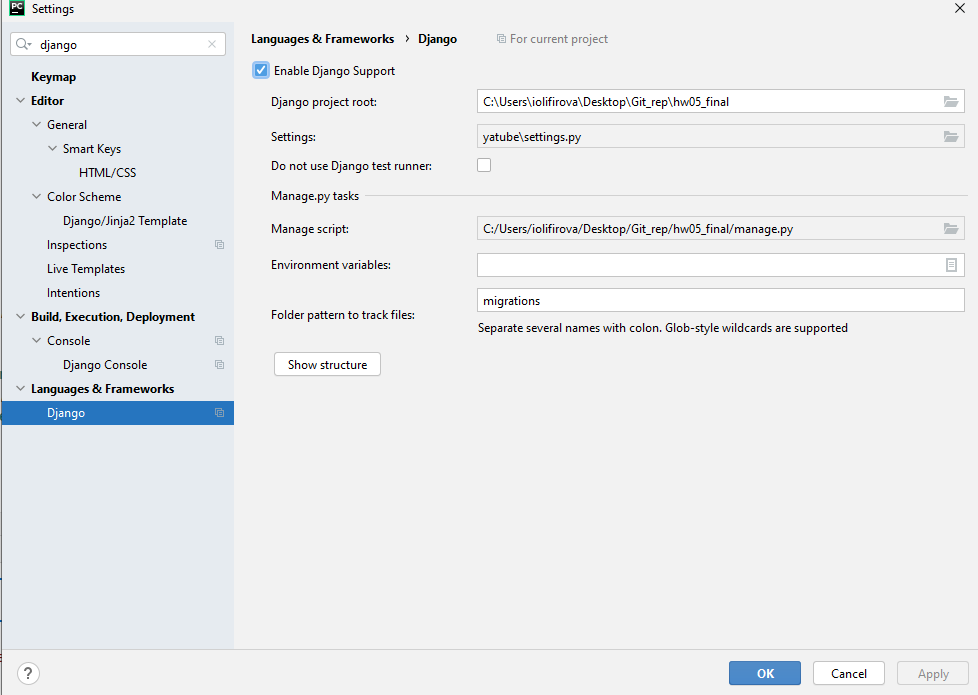 PC Settings
django
Keymap
Editor
General
Smart Keys
HTML/CSS
Color Scheme
Django/Jinja2 Template
Inspections
Live Templates
Intentions
Build, Execution, Deployment
Console
Django Console
Languages & Frameworks
Django
Languages & Frameworks › Django For current project
Enable Django Support
Django project root: C:\Users\iolifirova\Desktop\Git_rep\hw05_final
Settings: yatube\settings.py
Do not use Django test runner:
Manage.py tasks
Manage script: C:/Users/iolifirova/Desktop/Git_rep/hw05_final/manage.py
Environment variables:
Folder pattern to track files: migrations
Separate several names with colon. Glob-style wildcards are supported
Show structure
? OK Cancel Apply